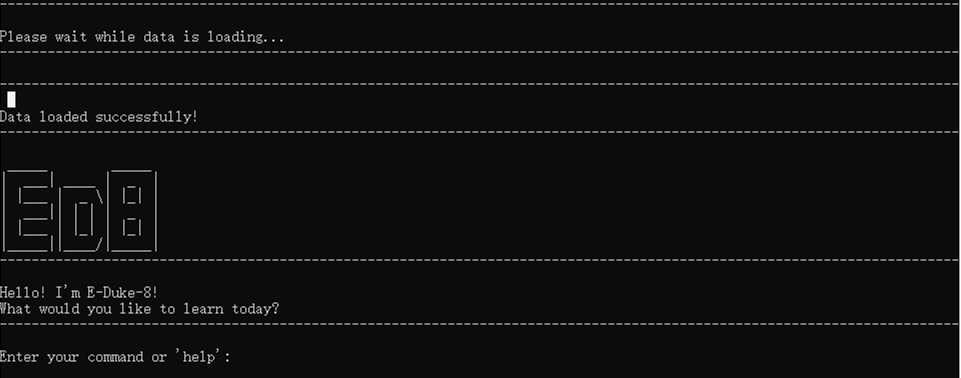 Please wait while data is loading...
Data loaded successfully!
ED8
Hello! I'm E-Duke-8!
What would you like to learn today?
Enter your command or 'help':